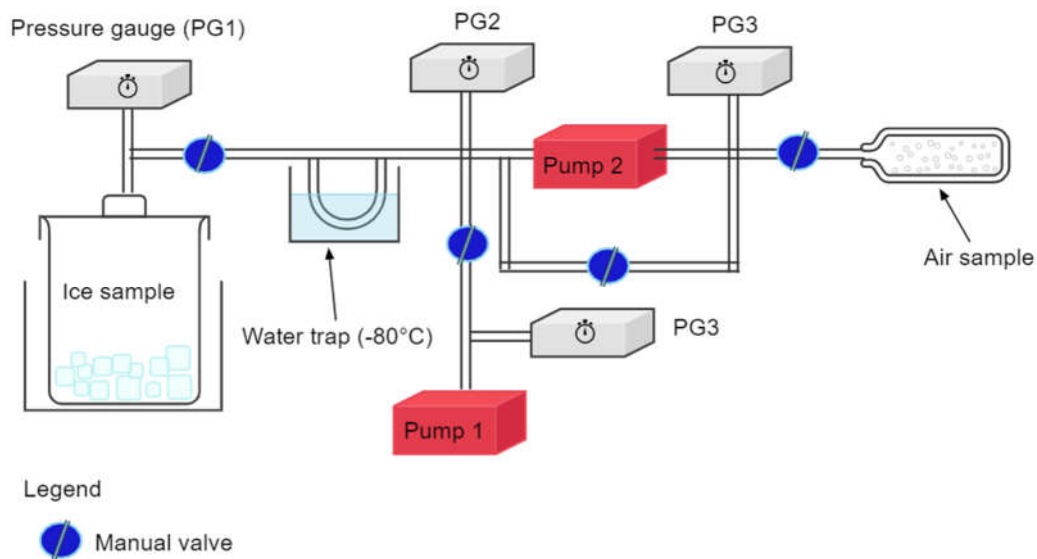 Pressure gauge (PG1)
PG2
PG3
Pump 2
Ice sample
Water trap (-80°C)
Air sample
PG3
Pump 1
Legend
Manual valve